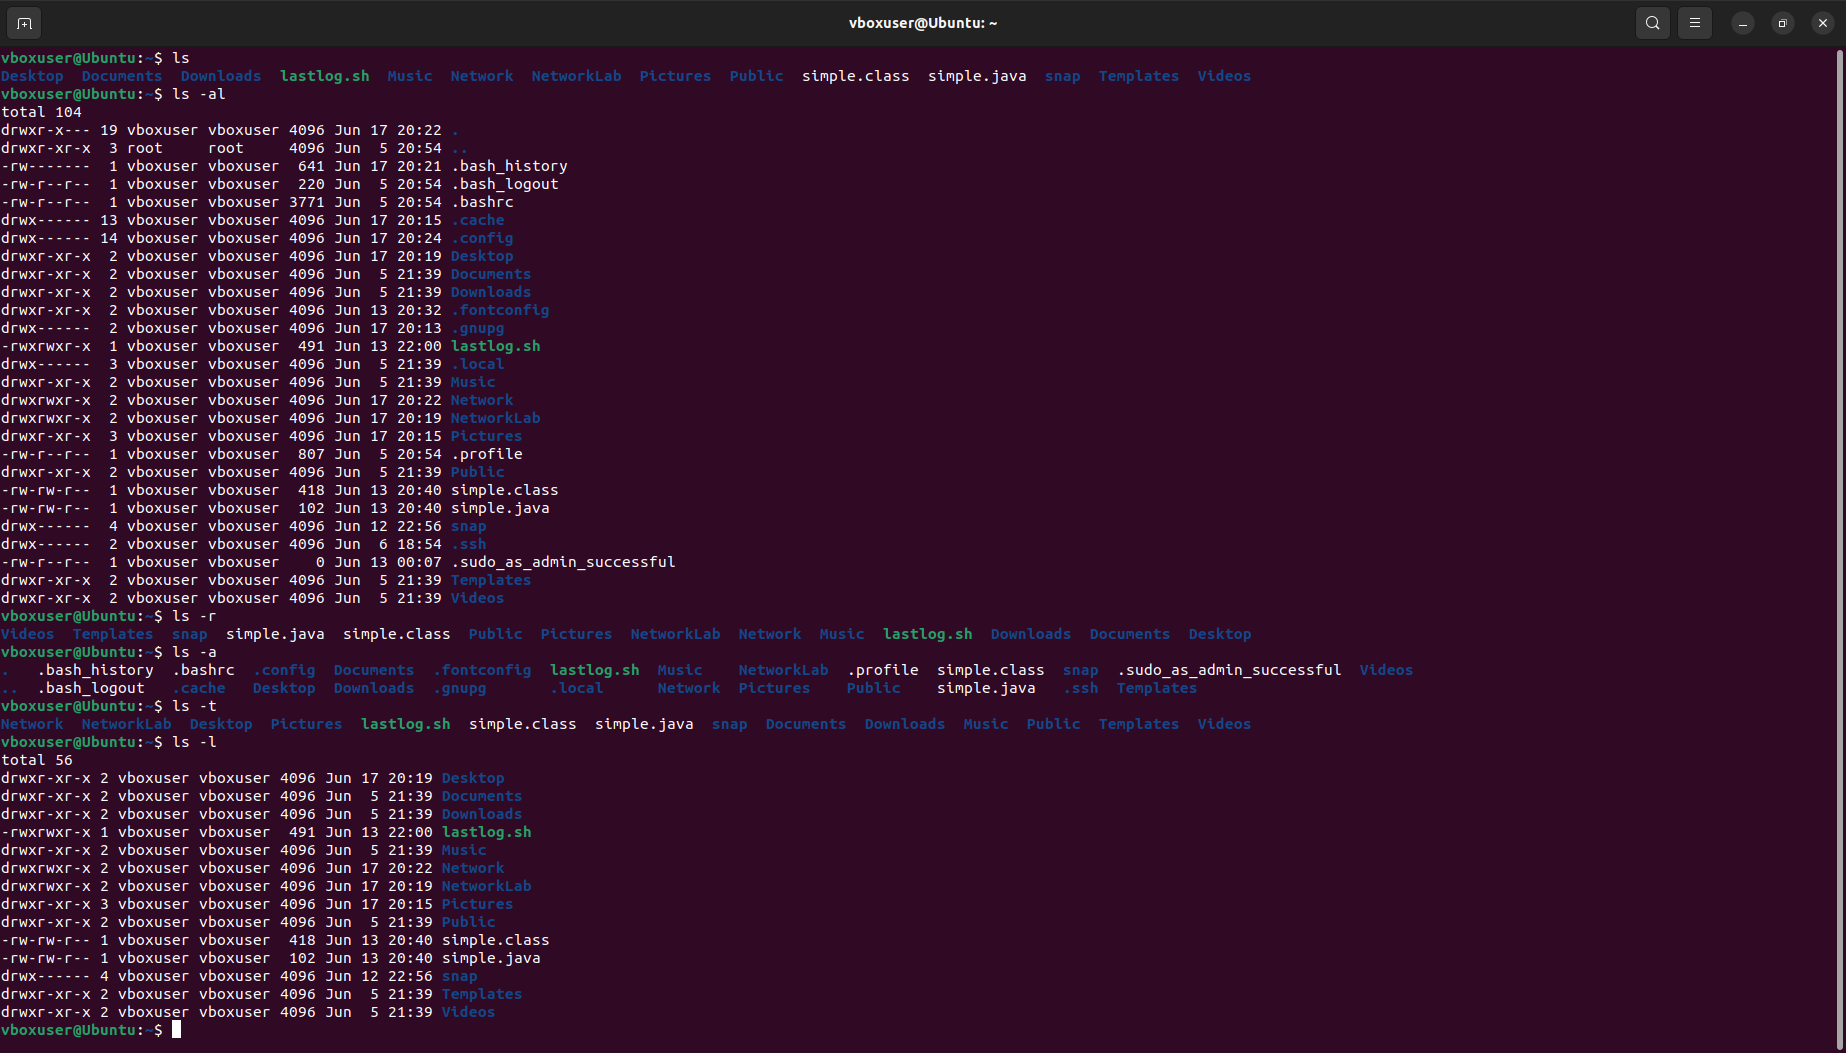 vboxuser@Ubuntu: ~
vboxuser@Ubuntu:~$ ls
Desktop  Documents  Downloads  lastlog.sh  Music  Network  NetworkLab  Pictures  Public  simple.class  simple.java  snap  Templates  Videos
vboxuser@Ubuntu:~$ ls -al
total 104
drwxr-x--- 19 vboxuser vboxuser 4096 Jun 17 20:22 .
drwxr-xr-x  3 root     root     4096 Jun  5 20:54 ..
-rw-------  1 vboxuser vboxuser  641 Jun 17 20:21 .bash_history
-rw-r--r--  1 vboxuser vboxuser  220 Jun  5 20:54 .bash_logout
-rw-r--r--  1 vboxuser vboxuser 3771 Jun  5 20:54 .bashrc
drwx------ 13 vboxuser vboxuser 4096 Jun 17 20:15 .cache
drwx------ 14 vboxuser vboxuser 4096 Jun 17 20:24 .config
drwxr-xr-x  2 vboxuser vboxuser 4096 Jun 17 20:19 Desktop
drwxr-xr-x  2 vboxuser vboxuser 4096 Jun  5 21:39 Documents
drwxr-xr-x  2 vboxuser vboxuser 4096 Jun  5 21:39 Downloads
drwxr-xr-x  2 vboxuser vboxuser 4096 Jun 13 20:32 .fontconfig
drwx------  2 vboxuser vboxuser 4096 Jun 17 20:13 .gnupg
-rwxrwxr-x  1 vboxuser vboxuser  491 Jun 13 22:00 lastlog.sh
drwx------  3 vboxuser vboxuser 4096 Jun  5 21:39 .local
drwxr-xr-x  2 vboxuser vboxuser 4096 Jun  5 21:39 Music
drwxrwxr-x  2 vboxuser vboxuser 4096 Jun 17 20:22 Network
drwxrwxr-x  2 vboxuser vboxuser 4096 Jun 17 20:19 NetworkLab
drwxr-xr-x  3 vboxuser vboxuser 4096 Jun 17 20:15 Pictures
-rw-r--r--  1 vboxuser vboxuser  807 Jun  5 20:54 .profile
drwxr-xr-x  2 vboxuser vboxuser 4096 Jun  5 21:39 Public
-rw-rw-r--  1 vboxuser vboxuser  418 Jun 13 20:40 simple.class
-rw-rw-r--  1 vboxuser vboxuser  102 Jun 13 20:40 simple.java
drwx------  4 vboxuser vboxuser 4096 Jun 12 22:56 snap
drwx------  2 vboxuser vboxuser 4096 Jun  6 18:54 .ssh
-rw-r--r--  1 vboxuser vboxuser    0 Jun 13 00:07 .sudo_as_admin_successful
drwxr-xr-x  2 vboxuser vboxuser 4096 Jun  5 21:39 Templates
drwxr-xr-x  2 vboxuser vboxuser 4096 Jun  5 21:39 Videos
vboxuser@Ubuntu:~$ ls -r
Videos  Templates  snap  simple.java  simple.class  Public  Pictures  NetworkLab  Network  Music  lastlog.sh  Downloads  Documents  Desktop
vboxuser@Ubuntu:~$ ls -a
.   .bash_history  .bashrc  .config  Documents  .fontconfig  lastlog.sh  Music    NetworkLab  .profile  simple.class  snap  .sudo_as_admin_successful  Videos
..  .bash_logout   .cache   Desktop  Downloads  .gnupg       .local      Network  Pictures    Public    simple.java   .ssh  Templates
vboxuser@Ubuntu:~$ ls -t
Network  NetworkLab  Desktop  Pictures  lastlog.sh  simple.class  simple.java  snap  Documents  Downloads  Music  Public  Templates  Videos
vboxuser@Ubuntu:~$ ls -l
total 56
drwxr-xr-x 2 vboxuser vboxuser 4096 Jun 17 20:19 Desktop
drwxr-xr-x 2 vboxuser vboxuser 4096 Jun  5 21:39 Documents
drwxr-xr-x 2 vboxuser vboxuser 4096 Jun  5 21:39 Downloads
-rwxrwxr-x 1 vboxuser vboxuser  491 Jun 13 22:00 lastlog.sh
drwxr-xr-x 2 vboxuser vboxuser 4096 Jun  5 21:39 Music
drwxrwxr-x 2 vboxuser vboxuser 4096 Jun 17 20:22 Network
drwxrwxr-x 2 vboxuser vboxuser 4096 Jun 17 20:19 NetworkLab
drwxr-xr-x 3 vboxuser vboxuser 4096 Jun 17 20:15 Pictures
drwxr-xr-x 2 vboxuser vboxuser 4096 Jun  5 21:39 Public
-rw-rw-r-- 1 vboxuser vboxuser  418 Jun 13 20:40 simple.class
-rw-rw-r-- 1 vboxuser vboxuser  102 Jun 13 20:40 simple.java
drwx------ 4 vboxuser vboxuser 4096 Jun 12 22:56 snap
drwxr-xr-x 2 vboxuser vboxuser 4096 Jun  5 21:39 Templates
drwxr-xr-x 2 vboxuser vboxuser 4096 Jun  5 21:39 Videos
vboxuser@Ubuntu:~$